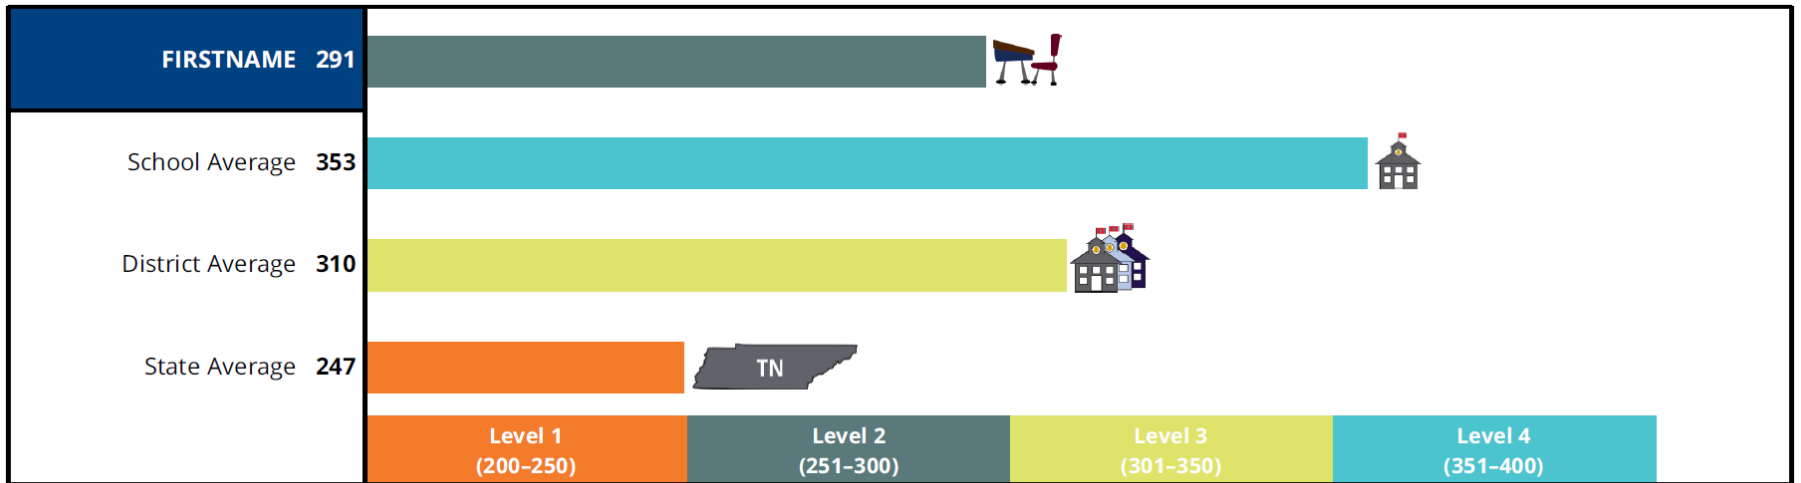 FIRSTNAME 291
School Average 353
District Average 310
State Average 247
TN
Level 1
(200–250)
Level 2
(251–300)
Level 3
(301–350)
Level 4
(351–400)